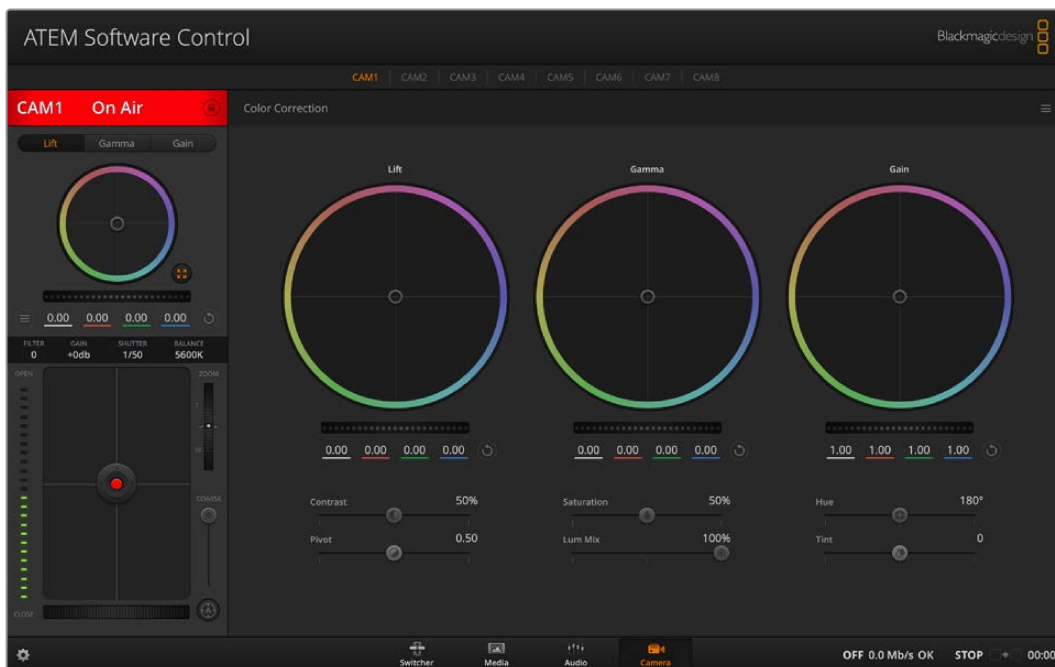 ATEM Software Control
Blackmagicdesign
CAM1 CAM2 CAM3 CAM4 CAM5 CAM6 CAM7 CAM8
CAM1 On Air
Color Correction
Lift Gamma Gain
Lift Gamma Gain
0.00 0.00 0.00 0.00
FILTER GAIN SHUTTER BALANCE
0 +0db 1/50 5600K
OPEN ZOOM
COARSE
CLOSE
0.00 0.00 0.00 0.00 0.00 0.00 0.00 0.00 1.00 1.00 1.00 1.00
Contrast 50% Saturation 50% Hue 180°
Pivot 0.50 Lum Mix 100% Tint 0
Switcher Media Audio Camera
OFF 0.0 Mb/s OK STOP 00:00